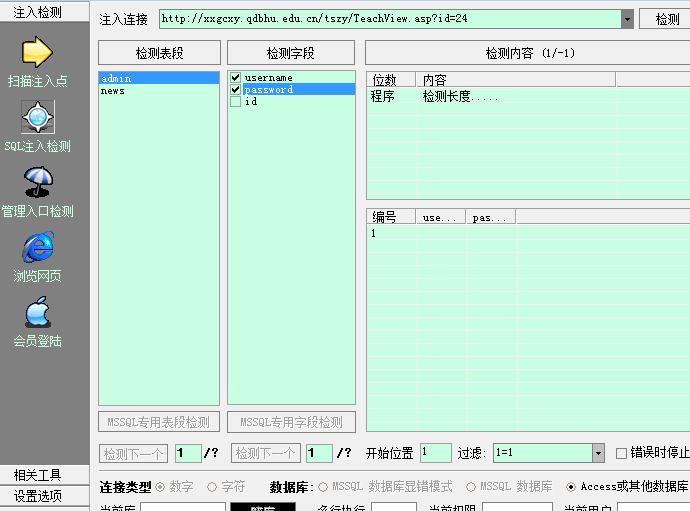 注入检测
注入连接 http://xxgcxy.qdbhu.edu.cn/tszy/TeachView.asp?id=24 检测
检测表段 检测字段 检测内容 (1/-1)
扫描注入点
SQL注入检测
管理入口检测
浏览网页
会员登陆
admin
news
username
password
id
位数 内容
程序 检测长度.....
编号 use... pas...
1
MSSQL专用表段检测 MSSQL专用字段检测
检测下一个 1 /? 检测下一个 1 /? 开始位置 1 过滤: 1=1 错误时停止
相关工具
设置选项
连接类型 数字 字符 数据库: MSSQL 数据库显错模式 MSSQL 数据库 Access或其他数据库
当前库 多行执行 当前权限 当前用户